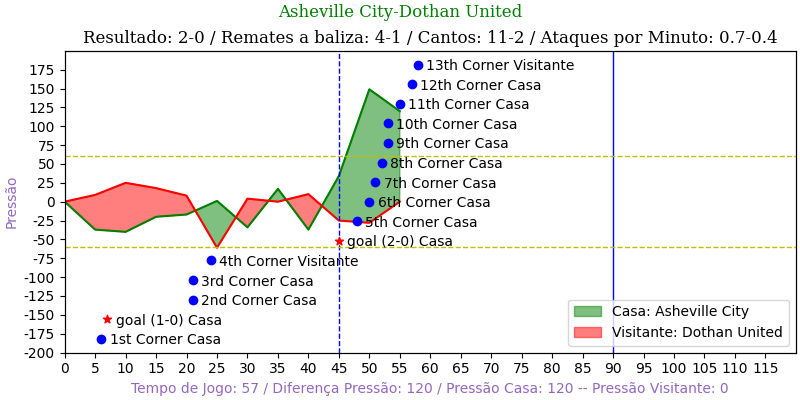 Asheville City-Dothan United
Resultado: 2-0 / Remates a baliza: 4-1 / Cantos: 11-2 / Ataques por Minuto: 0.7-0.4
Pressão
175
150
125
100
75
50
25
0
-25
-50
-75
-100
-125
-150
-175
-200
13th Corner Visitante
12th Corner Casa
11th Corner Casa
10th Corner Casa
9th Corner Casa
8th Corner Casa
7th Corner Casa
6th Corner Casa
5th Corner Casa
goal (2-0) Casa
4th Corner Visitante
3rd Corner Casa
2nd Corner Casa
goal (1-0) Casa
1st Corner Casa
Casa: Asheville City
Visitante: Dothan United
0 5 10 15 20 25 30 35 40 45 50 55 60 65 70 75 80 85 90 95 100 105 110 115
Tempo de Jogo: 57 / Diferença Pressão: 120 / Pressão Casa: 120 -- Pressão Visitante: 0